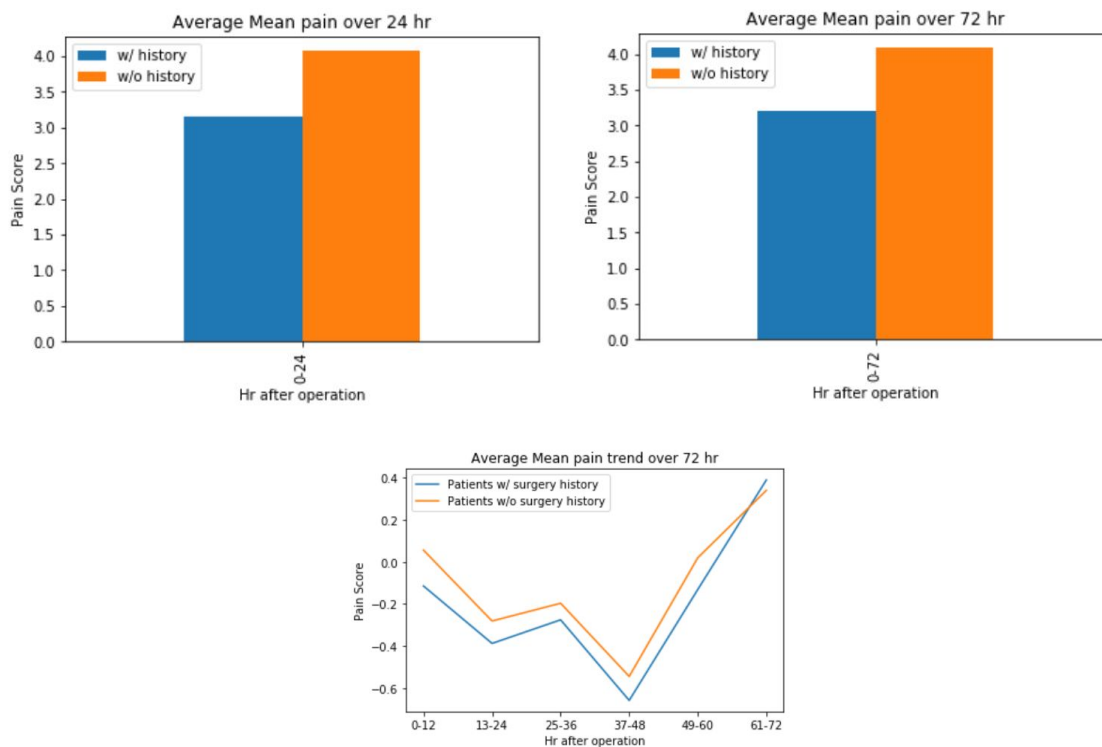 Average Mean pain over 24 hr
w/ history
w/o history
4.0
3.5
3.0
2.5
2.0
1.5
1.0
0.5
0.0
Pain Score
0-24
Hr after operation
Average Mean pain over 72 hr
w/ history
w/o history
4.0
3.5
3.0
2.5
2.0
1.5
1.0
0.5
0.0
Pain Score
0-72
Hr after operation
Average Mean pain trend over 72 hr
Patients w/ surgery history
Patients w/o surgery history
0.4
0.2
0.0
−0.2
−0.4
−0.6
Pain Score
0-12 13-24 25-36 37-48 49-60 61-72
Hr after operation